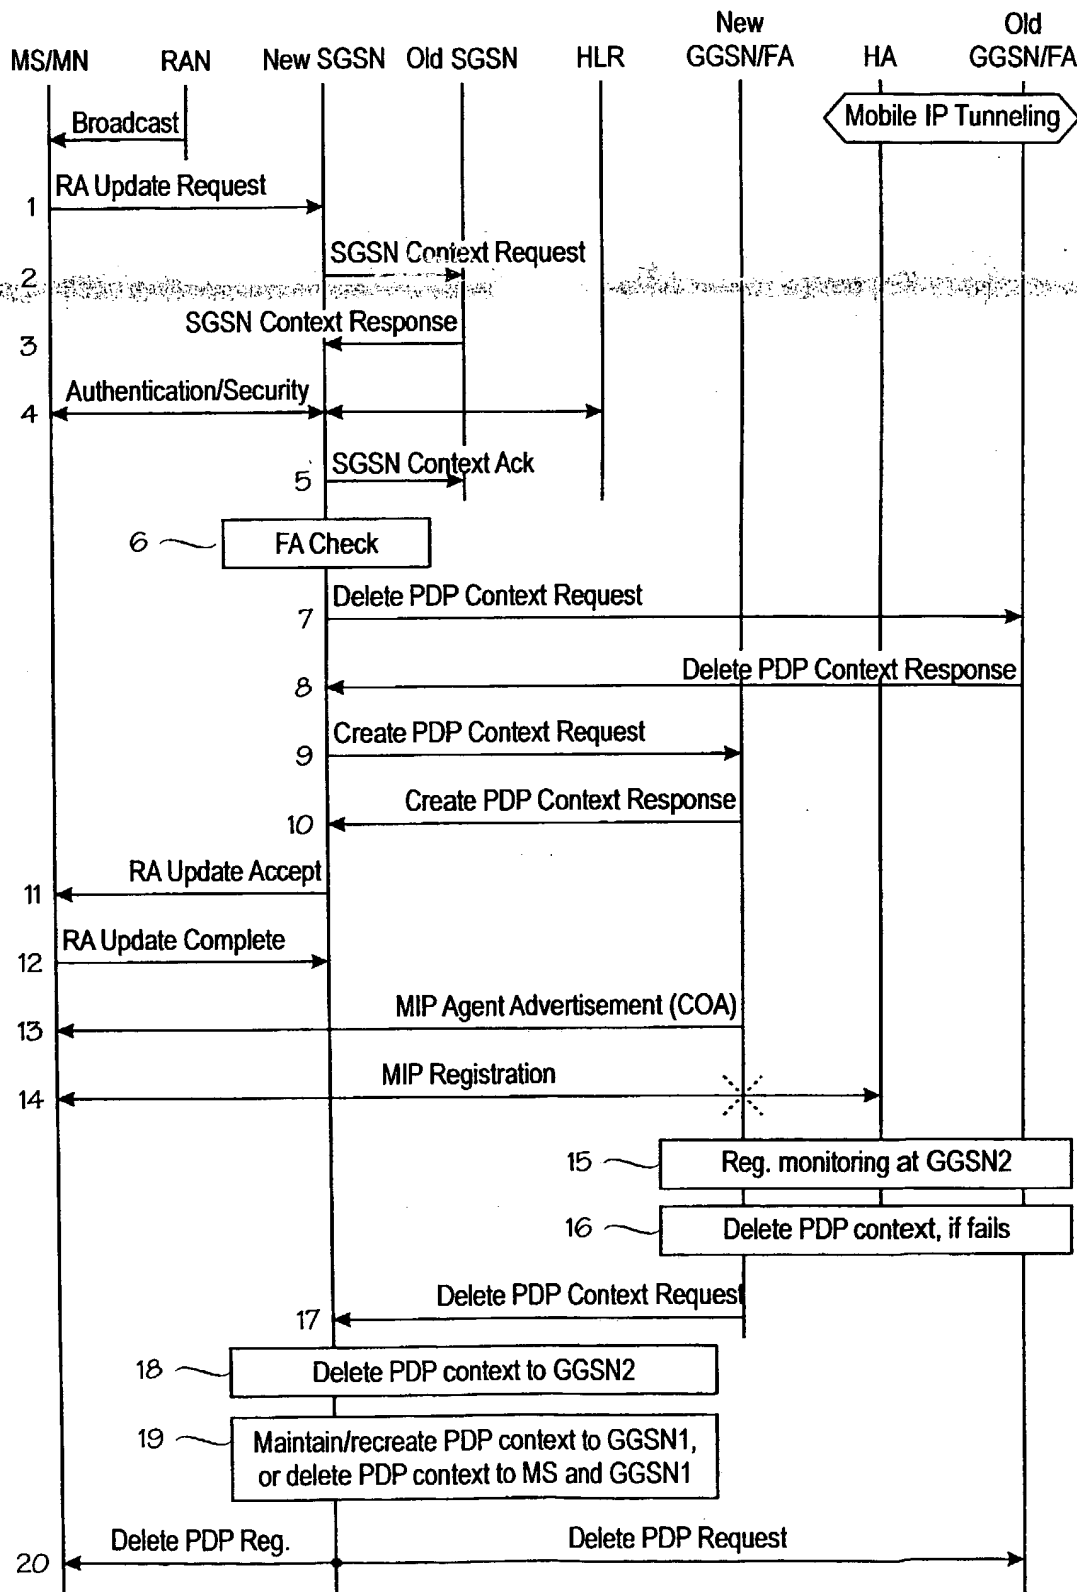 New
Old
MS/MN RAN New SGSN Old SGSN HLR GGSN/FA HA GGSN/FA
Mobile IP Tunneling
Broadcast
RA Update Request
1
SGSN Context Request
2
SGSN Context Response
3
Authentication/Security
4
SGSN Context Ack
5
6 FA Check
Delete PDP Context Request
7
Delete PDP Context Response
8
Create PDP Context Request
9
Create PDP Context Response
10
RA Update Accept
11
RA Update Complete
12
MIP Agent Advertisement (COA)
13
MIP Registration
14
15 Reg. monitoring at GGSN2
16 Delete PDP context, if fails
Delete PDP Context Request
17
18 Delete PDP context to GGSN2
19 Maintain/recreate PDP context to GGSN1,
or delete PDP context to MS and GGSN1
Delete PDP Reg. Delete PDP Request
20